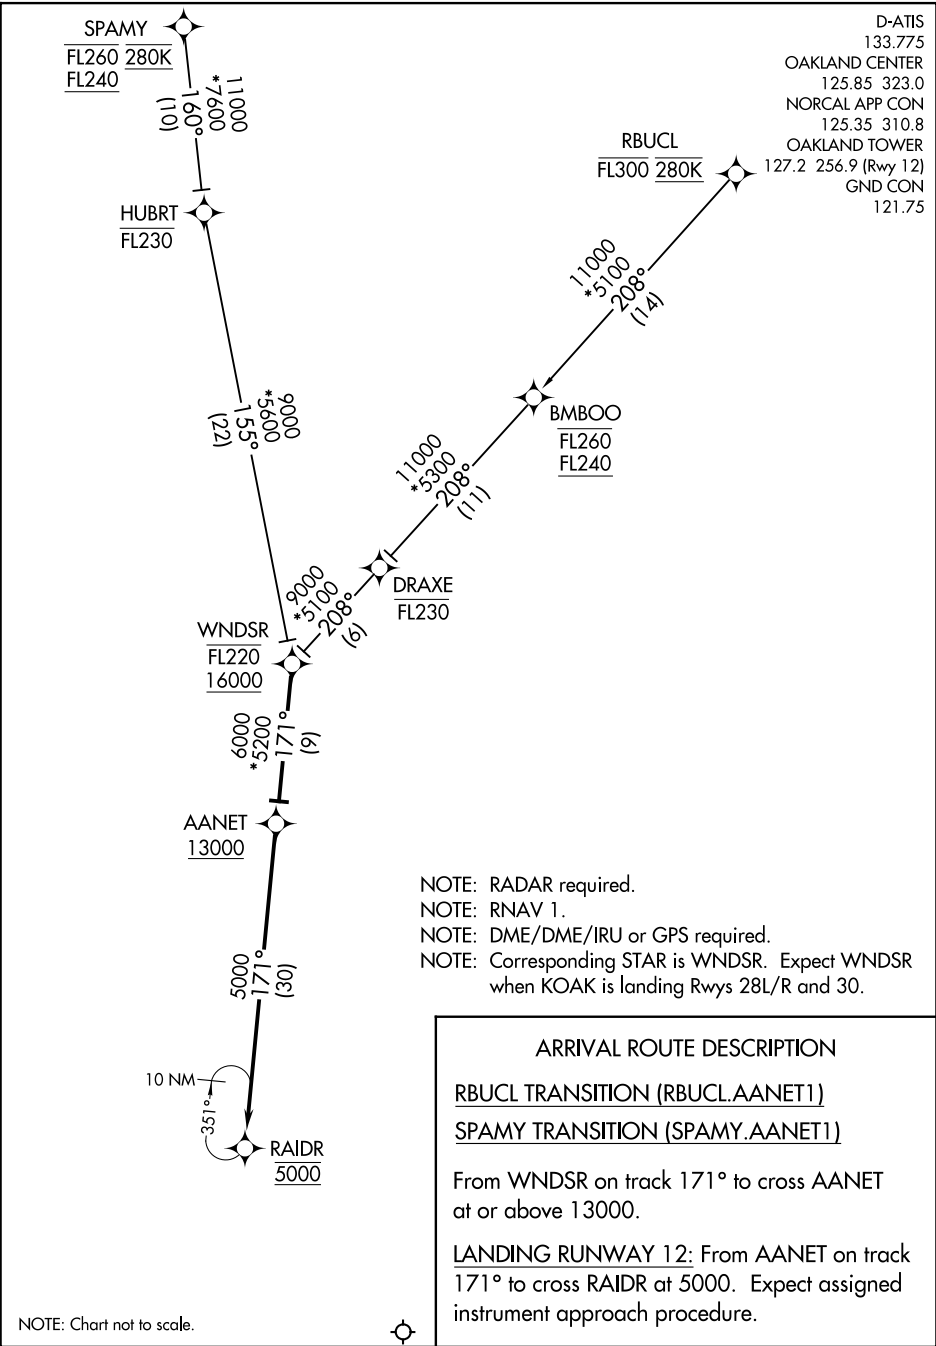 D-ATIS
133.775
OAKLAND CENTER
125.85 323.0
NORCAL APP CON
125.35 310.8
OAKLAND TOWER
127.2 256.9 (Rwy 12)
GND CON
121.75
SPAMY
FL260 280K
FL240
11000
*7600
160°
(10)
HUBRT
FL230
RBUCL
FL300 280K
11000
*5100
208°
(14)
BMBOO
FL260
FL240
9000
*5600
155°
(22)
11000
*5300
208°
(11)
DRAXE
FL230
9000
*5100
208°
(6)
WNDSR
FL220
16000
6000
*5200
171°
(9)
AANET
13000
5000
171°
(30)
10 NM
351°
RAIDR
5000
NOTE: RADAR required.
NOTE: RNAV 1.
NOTE: DME/DME/IRU or GPS required.
NOTE: Corresponding STAR is WNDSR. Expect WNDSR
when KOAK is landing Rwys 28L/R and 30.
ARRIVAL ROUTE DESCRIPTION
RBUCL TRANSITION (RBUCL.AANET1)
SPAMY TRANSITION (SPAMY.AANET1)
From WNDSR on track 171° to cross AANET
at or above 13000.
LANDING RUNWAY 12: From AANET on track
171° to cross RAIDR at 5000. Expect assigned
instrument approach procedure.
NOTE: Chart not to scale.